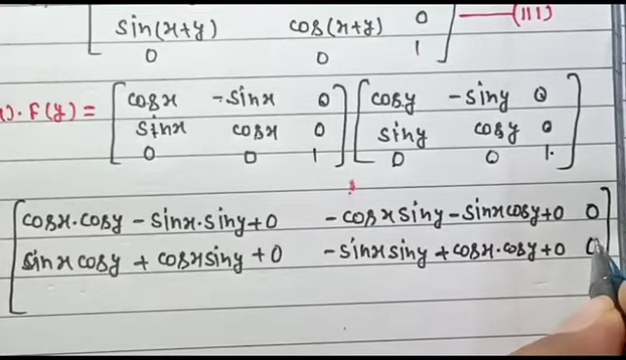 sin(x+y) cos(x+y) 0 —(III)
0 0 1
). F(y) = [cosx -sinx 0] [cosy -siny 0]
sinx cosx 0 siny cosy 0
0 0 1 0 0 1.
cosx·cosy - sinx·siny+0 -cosx siny - sinx cosy+0 0
sinx cosy + cosx siny + 0 -sinx siny + cosx·cosy+0 0